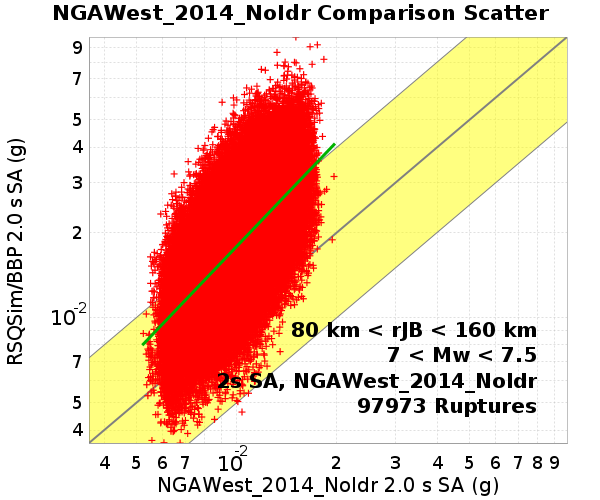 NGAWest_2014_NoIdr Comparison Scatter
9
7
5
4
3
2
10-2
7
5
4
RSQSim/BBP 2.0 s SA (g)
80 km < rJB < 160 km
7 < Mw < 7.5
2s SA, NGAWest_2014_NoIdr
97973 Ruptures
4 5 6 7 10-2 2 3 4 5 6 7 8 9
NGAWest_2014_NoIdr 2.0 s SA (g)